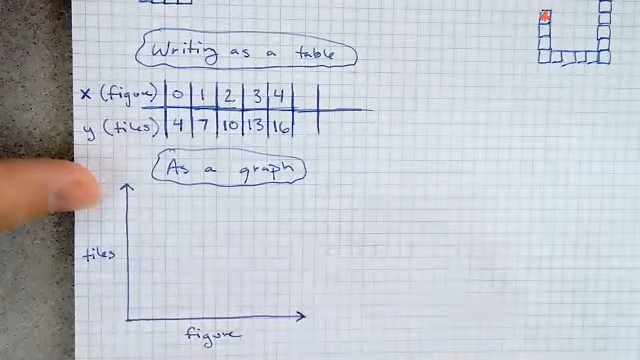 Writing as a table
x (figure) 0 1 2 3 4
y (tiles) 4 7 10 13 16
As a graph
tiles
figure